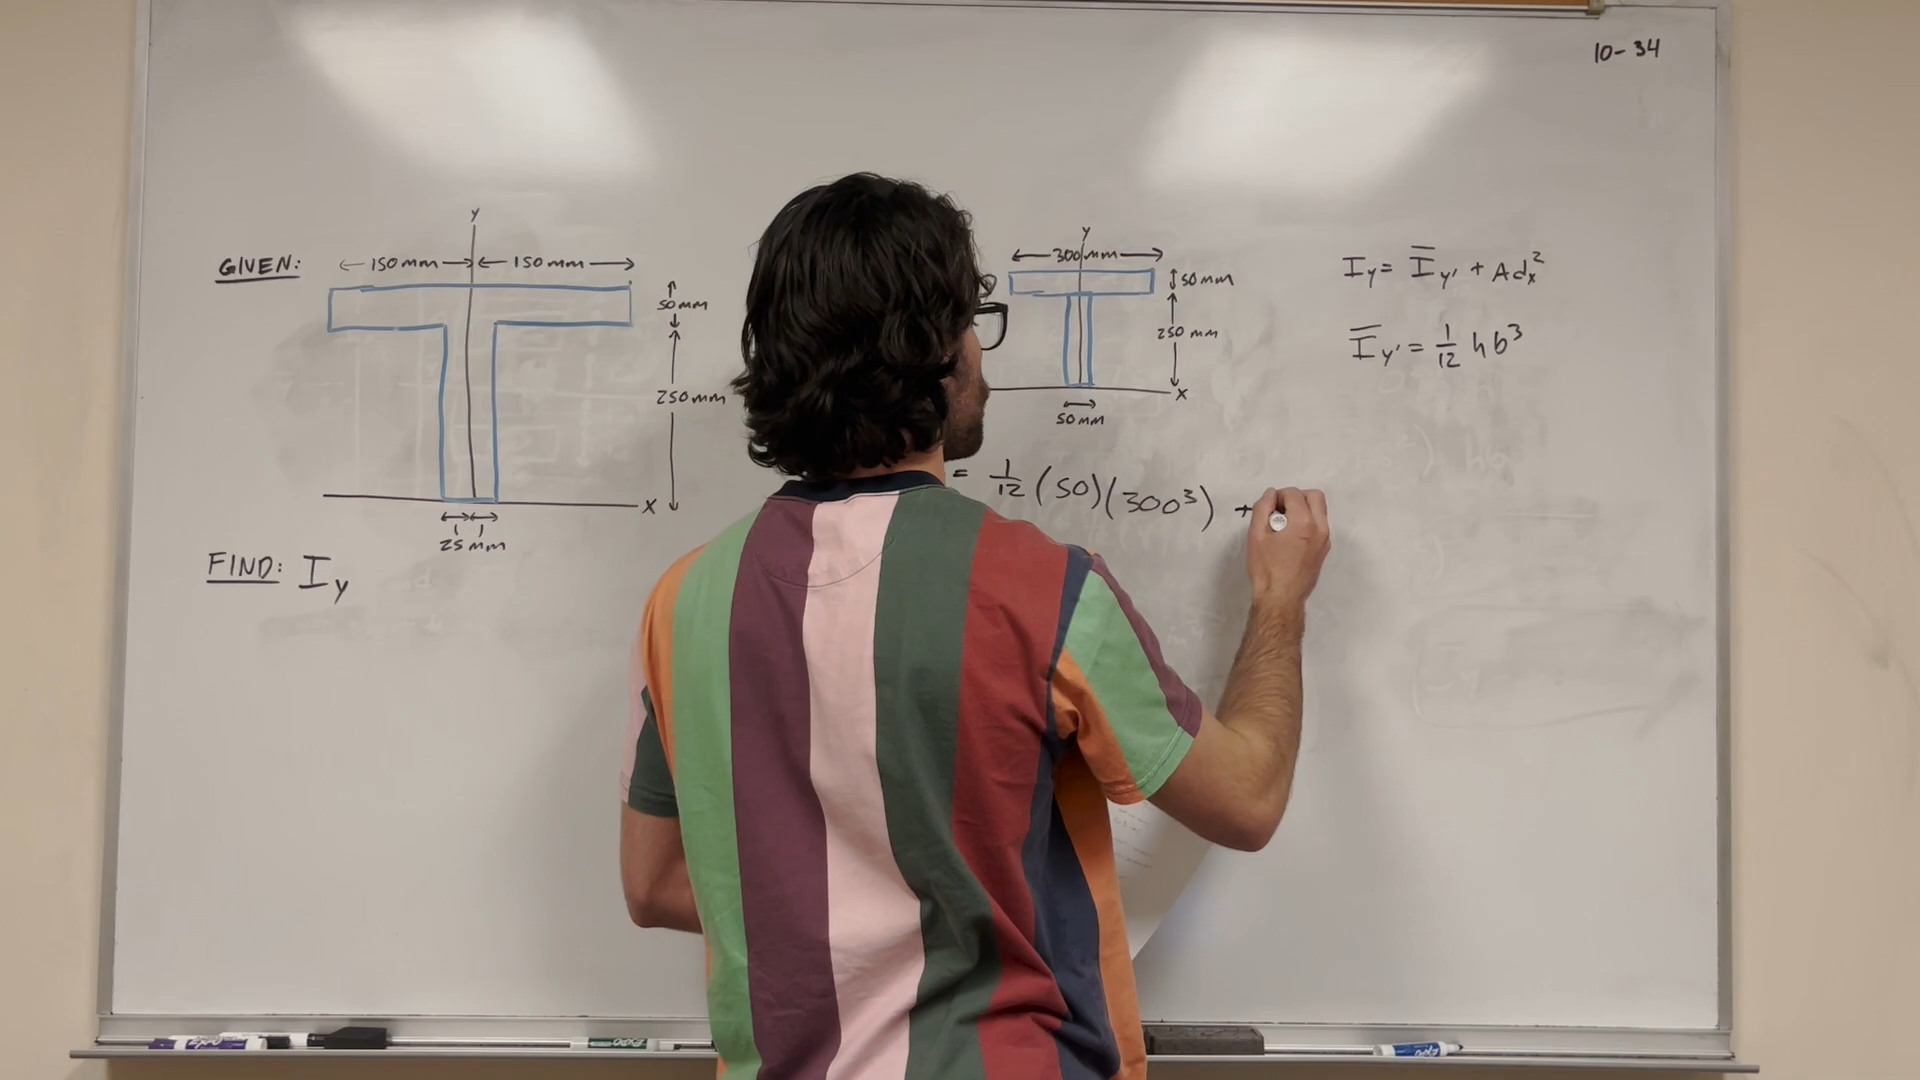 10-34
GIVEN:
y
150mm
150mm
50mm
250mm
x
25mm
FIND: Iy
y
300mm
50mm
250mm
x
50mm
Iy = Īy' + Adx²
Īy' = 1/12 hb³
= 1/12 (50)(300³) +